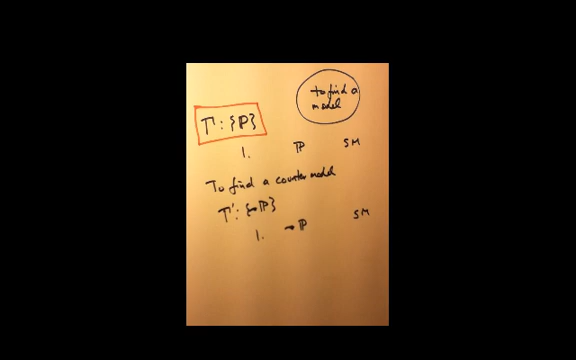 to find a
model
Γ : {ℙ}
1. ℙ SM
To find a countermodel
Γ': {¬ℙ}
1. ¬ℙ SM